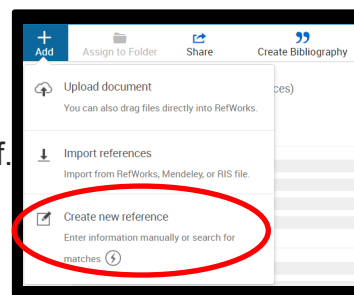 Add
Assign to Folder
Share
Create Bibliography
Upload document
ces)
You can also drag files directly into RefWorks.
f.
Import references
Import from RefWorks, Mendeley, or RIS file.
Create new reference
Enter information manually or search for
matches